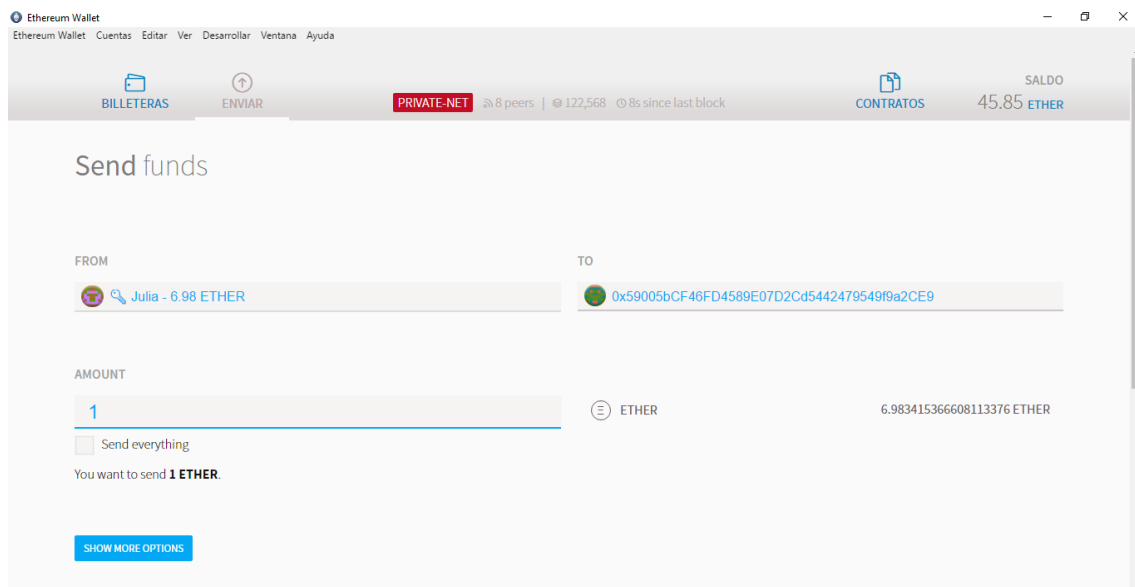 Ethereum Wallet
Ethereum Wallet Cuentas Editar Ver Desarrollar Ventana Ayuda
BILLETERAS
ENVIAR
PRIVATE-NET 8 peers | 122,568 8s since last block
CONTRATOS
SALDO
45.85 ETHER
Send funds
FROM
TO
Julia - 6.98 ETHER
0x59005bCF46FD4589E07D2Cd5442479549f9a2CE9
AMOUNT
1
ETHER
6.983415366608113376 ETHER
Send everything
You want to send 1 ETHER.
SHOW MORE OPTIONS